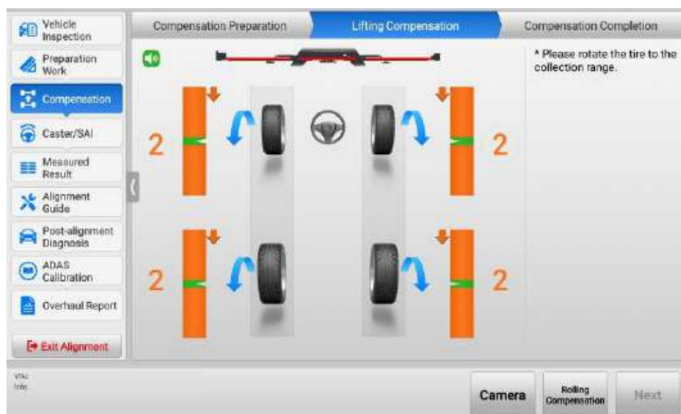 Vehicle
Inspection
Preparation
Work
Compensation
Caster/SAI
Measured
Result
Alignment
Guide
Post-alignment
Diagnosis
ADAS
Calibration
Overhaul Report
Exit Alignment
Compensation Preparation
Lifting Compensation
Compensation Completion
* Please rotate the tire to the
collection range.
2
2
2
2
Info
Camera
Rolling
Compensation
Next